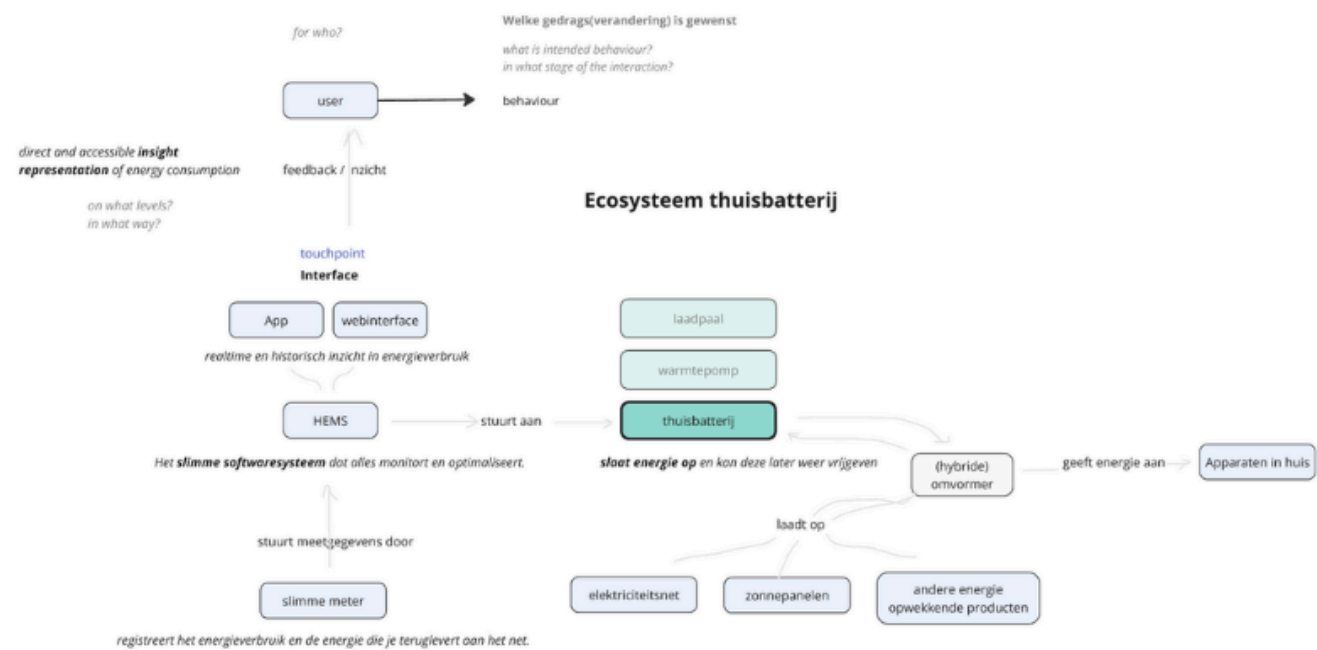 for who?
Welke gedrags(verandering) is gewenst
what is intended behaviour?
in what stage of the interaction?
user
behaviour
direct and accessible insight
representation of energy consumption
feedback / nzicht
on what levels?
in what way?
Ecosysteem thuisbatterij
touchpoint
Interface
App
webinterface
realtime en historisch inzicht in energieverbruik
laadpaal
warmtepomp
HEMS
stuurt aan
thuisbatterij
Het slimme softwaresysteem dat alles monitort en optimaliseert.
slaat energie op en kan deze later weer vrijgeven
(hybride)
omvormer
geeft energie aan
Apparaten in huis
laadt op
stuurt meetgegevens door
slimme meter
elektriciteitsnet
zonnepanelen
andere energie
opwekkende producten
registreert het energieverbruik en de energie die je teruglevert aan het net.